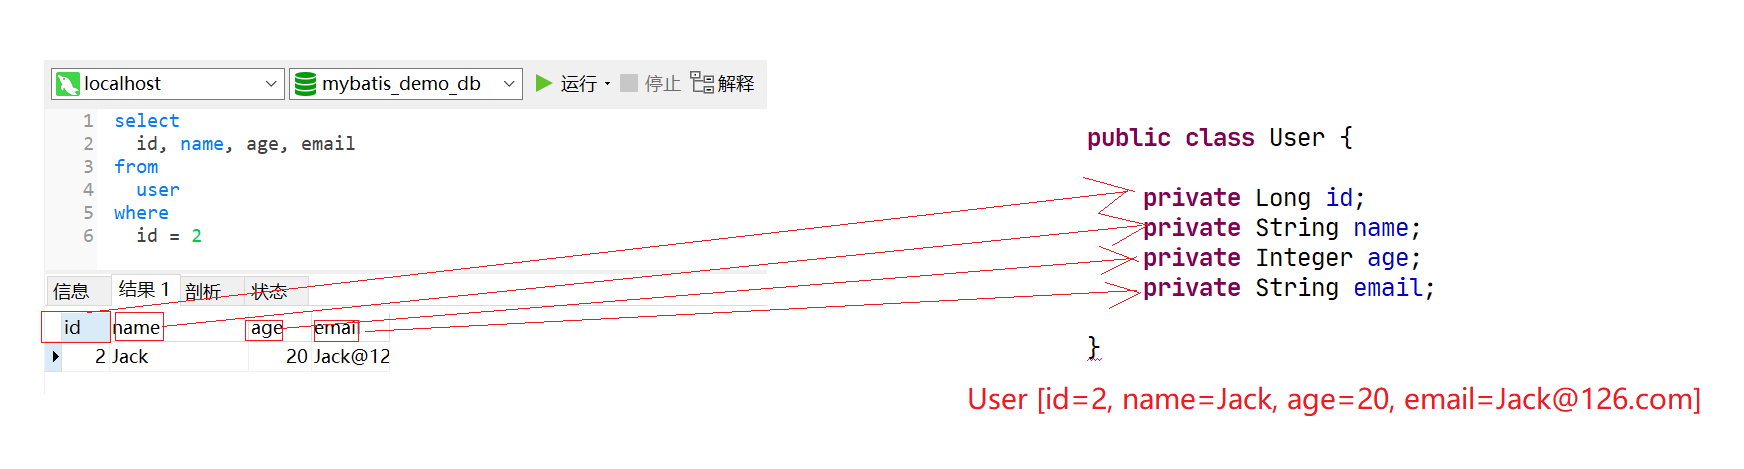 localhost mybatis_demo_db 运行 停止 解释
1 select
2 id, name, age, email
3 from
4 user
5 where
6 id = 2
信息 结果 1 剖析 状态
id name age email
2 Jack 20 Jack@12
public class User {
private Long id;
private String name;
private Integer age;
private String email;
}
User [id=2, name=Jack, age=20, email=Jack@126.com]